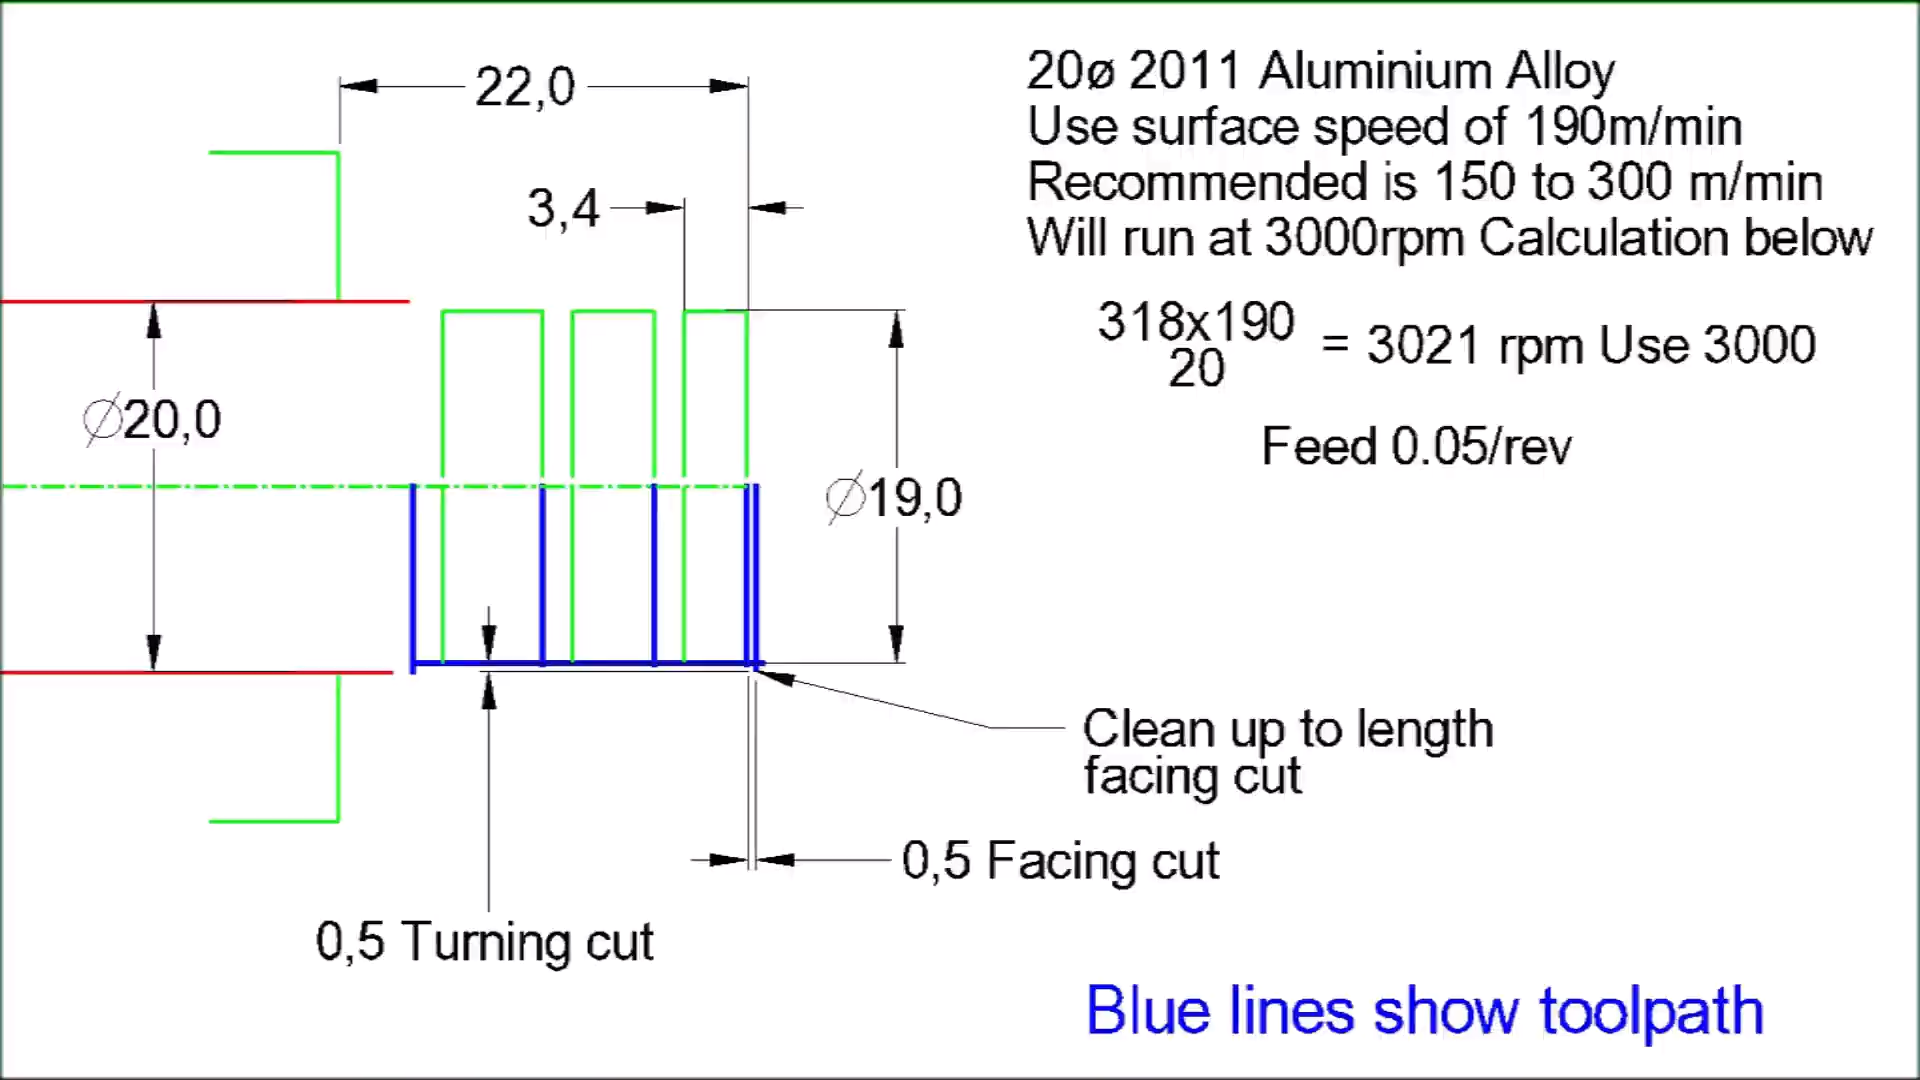 22,0
3,4
Ø20,0
Ø19,0
20ø 2011 Aluminium Alloy
Use surface speed of 190m/min
Recommended is 150 to 300 m/min
Will run at 3000rpm Calculation below
318x190
20
= 3021 rpm Use 3000
Feed 0.05/rev
Clean up to length
facing cut
0,5 Facing cut
0,5 Turning cut
Blue lines show toolpath